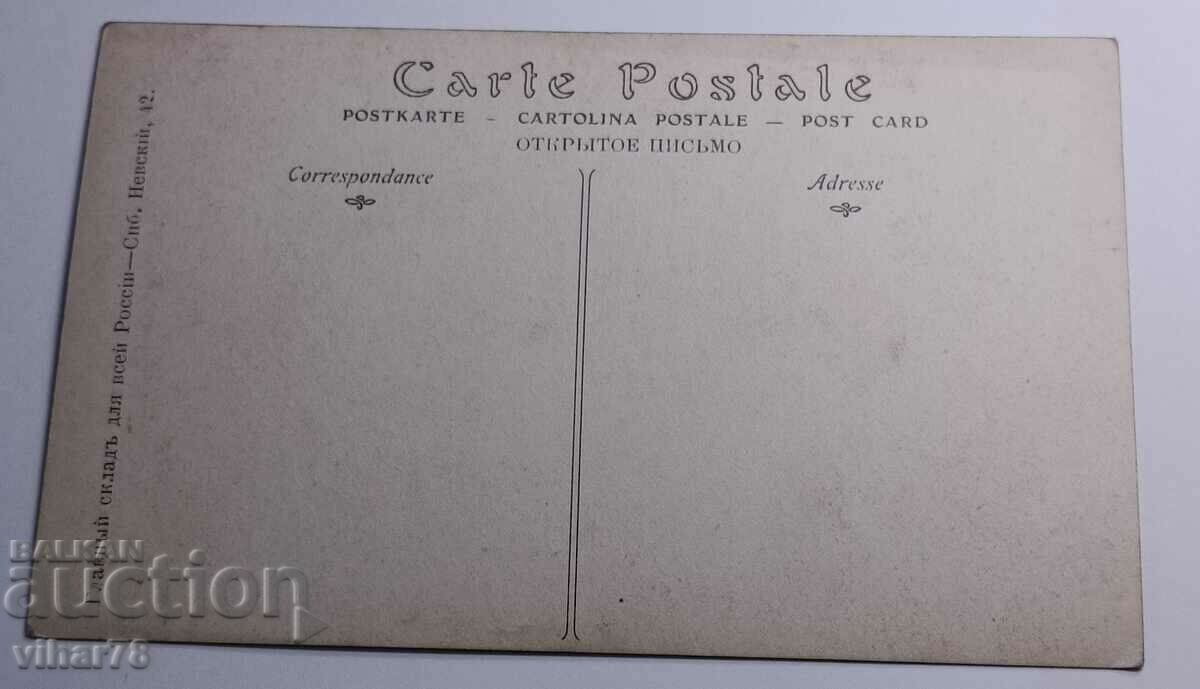 Carte Postale
POSTKARTE - CARTOLINA POSTALE — POST CARD
ОТКРЫТОЕ ПИСЬМО
Correspondance
Adresse
Главный складъ для всей Россіи—Спб. Невскій, 42.
BALKAN
auction
vihar78